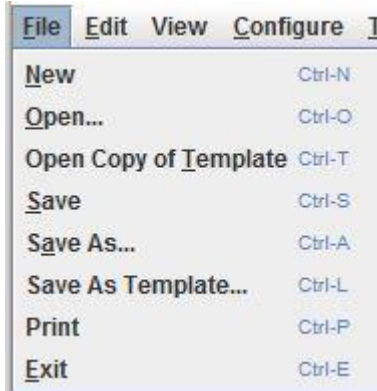 File Edit View Configure T
New Ctrl-N
Open... Ctrl-O
Open Copy of Template Ctrl-T
Save Ctrl-S
Save As... Ctrl-A
Save As Template... Ctrl-L
Print Ctrl-P
Exit Ctrl-E